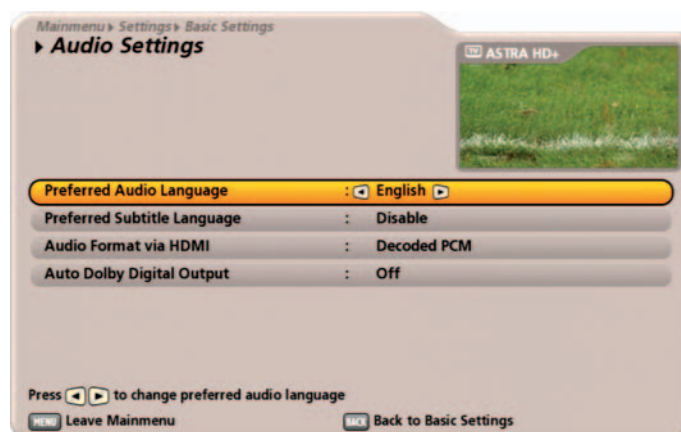 Mainmenu Settings Basic Settings
Audio Settings
TV ASTRA HD+
Preferred Audio Language : English
Preferred Subtitle Language : Disable
Audio Format via HDMI : Decoded PCM
Auto Dolby Digital Output : Off
Press to change preferred audio language
MENU Leave Mainmenu BACK Back to Basic Settings